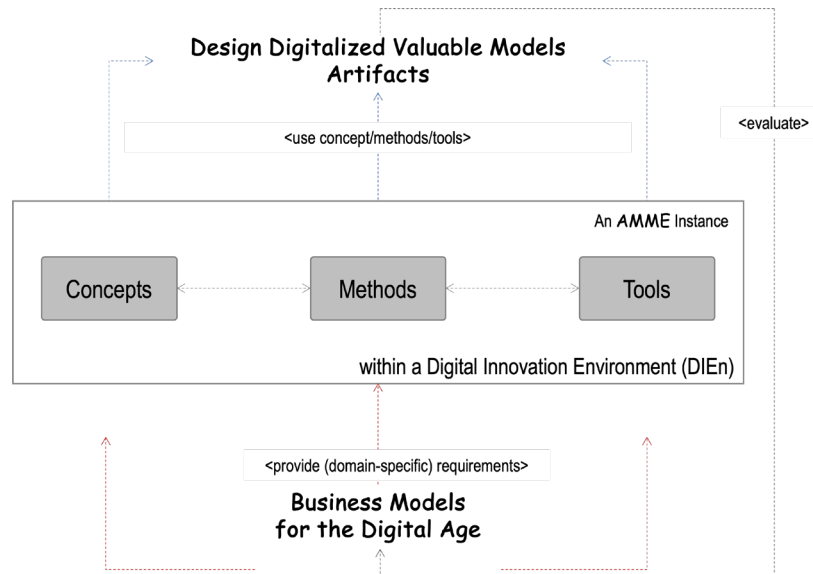 Design Digitalized Valuable Models
Artifacts
<use concept/methods/tools>
<evaluate>
An AMME Instance
Concepts
Methods
Tools
within a Digital Innovation Environment (DIEn)
<provide (domain-specific) requirements>
Business Models
for the Digital Age